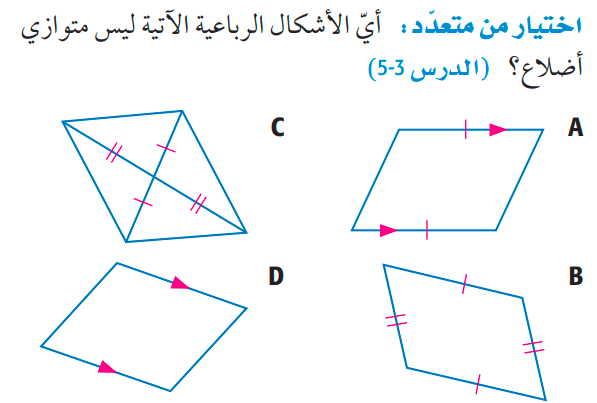 اختيار من متعدّد: أيّ الأشكال الرباعية الآتية ليس متوازي
أضلاع؟ (الدرس 3-5)
A
C
B
D